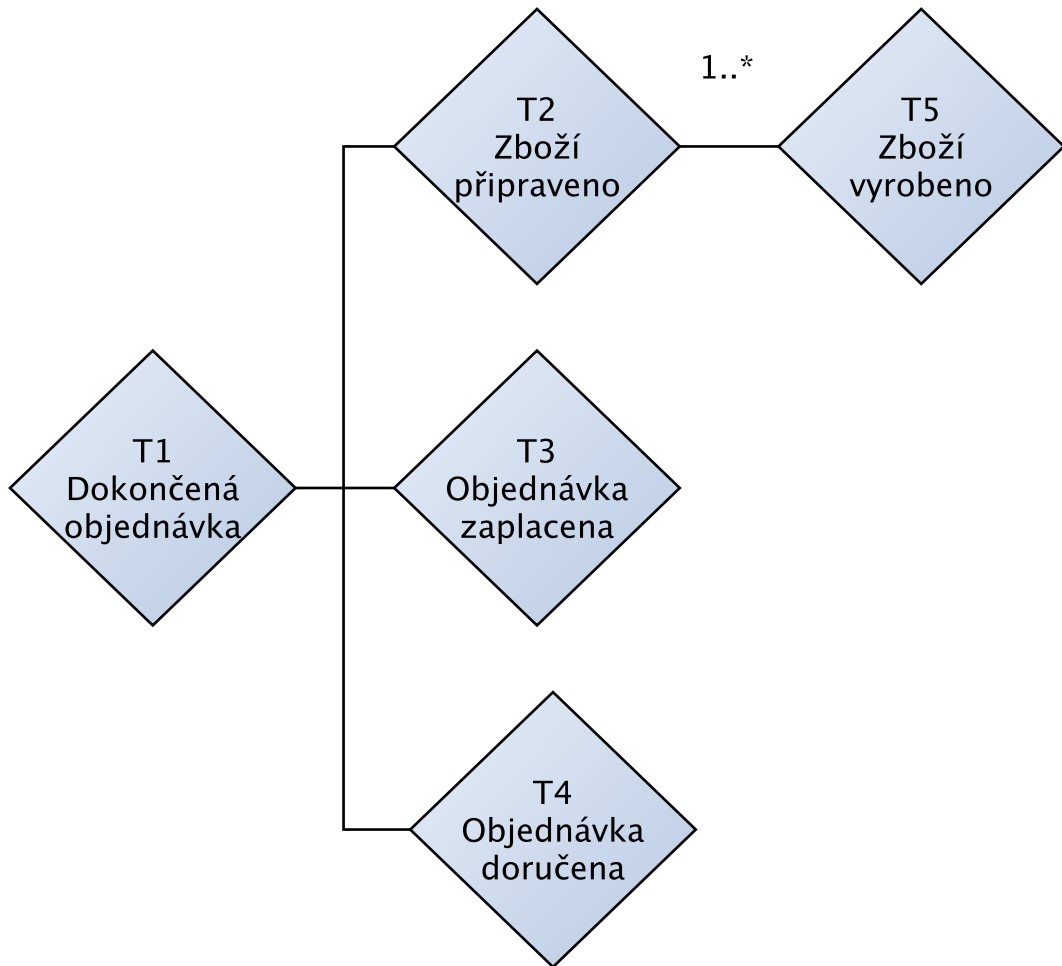 T2
Zboží
připraveno
1..*
T5
Zboží
vyrobeno
T1
Dokončená
objednávka
T3
Objednávka
zaplacena
T4
Objednávka
doručena